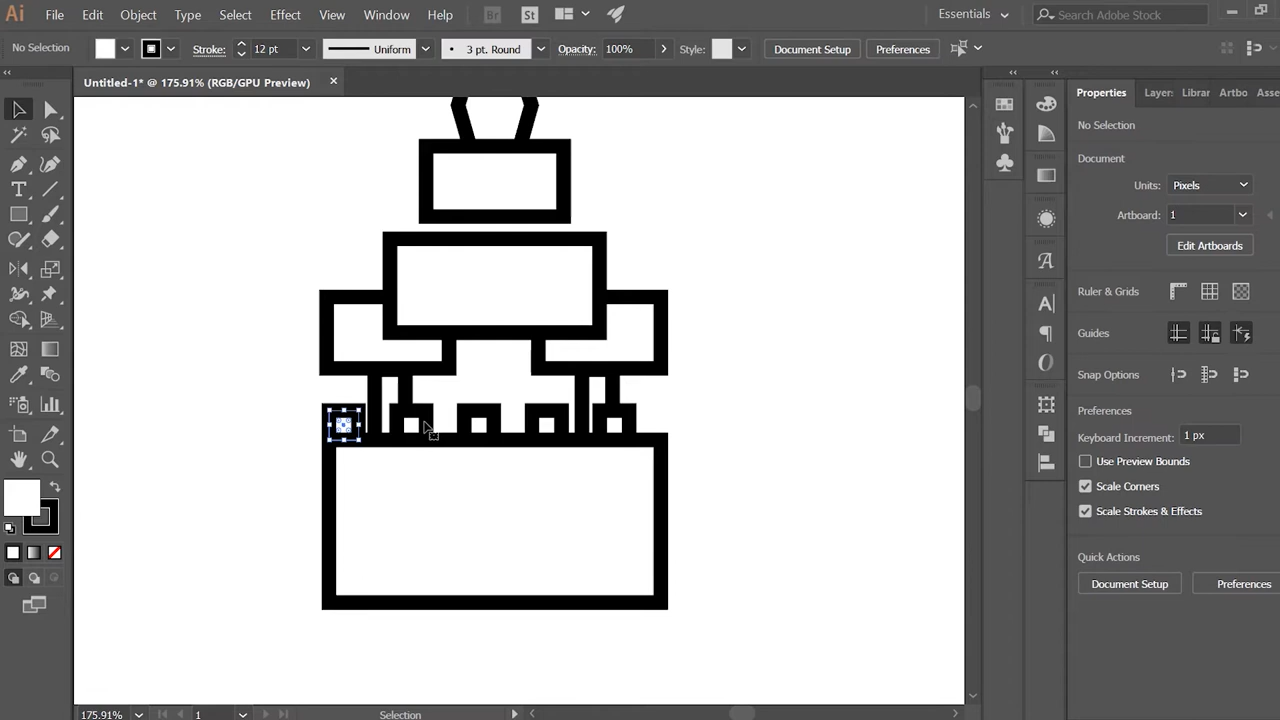 Ai File Edit Object Type Select Effect View Window Help Br St Essentials Search Adobe Stock
No Selection Stroke: 12 pt Uniform 3 pt. Round Opacity: 100% Style: Document Setup Preferences
Untitled-1* @ 175.91% (RGB/GPU Preview)
Properties Layer: Librar Artbo Asse
No Selection
Document
Units: Pixels
Artboard: 1
Edit Artboards
Ruler & Grids
Guides
Snap Options
Preferences
Keyboard Increment: 1 px
Use Preview Bounds
Scale Corners
Scale Strokes & Effects
Quick Actions
Document Setup Preferences
175.91% 1 Selection